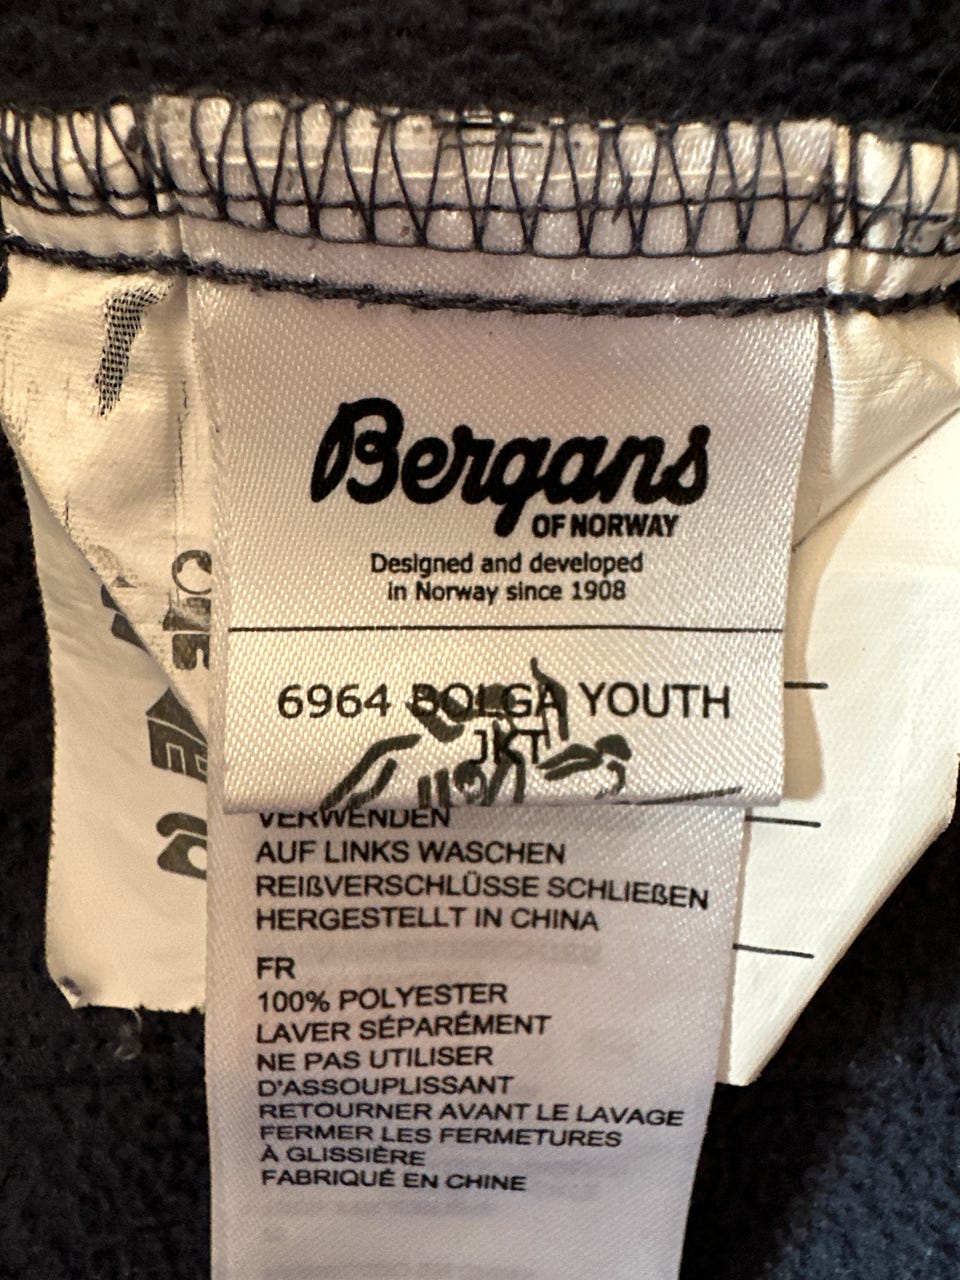 Bergans
OF NORWAY
Designed and developed
in Norway since 1908
6964 BOLGA YOUTH
JKT
VERWENDEN
AUF LINKS WASCHEN
REIßVERSCHLÜSSE SCHLIEßEN
HERGESTELLT IN CHINA
FR
100% POLYESTER
LAVER SÉPARÉMENT
NE PAS UTILISER
D'ASSOUPLISSANT
RETOURNER AVANT LE LAVAGE
FERMER LES FERMETURES
À GLISSIÈRE
FABRIQUÉ EN CHINE